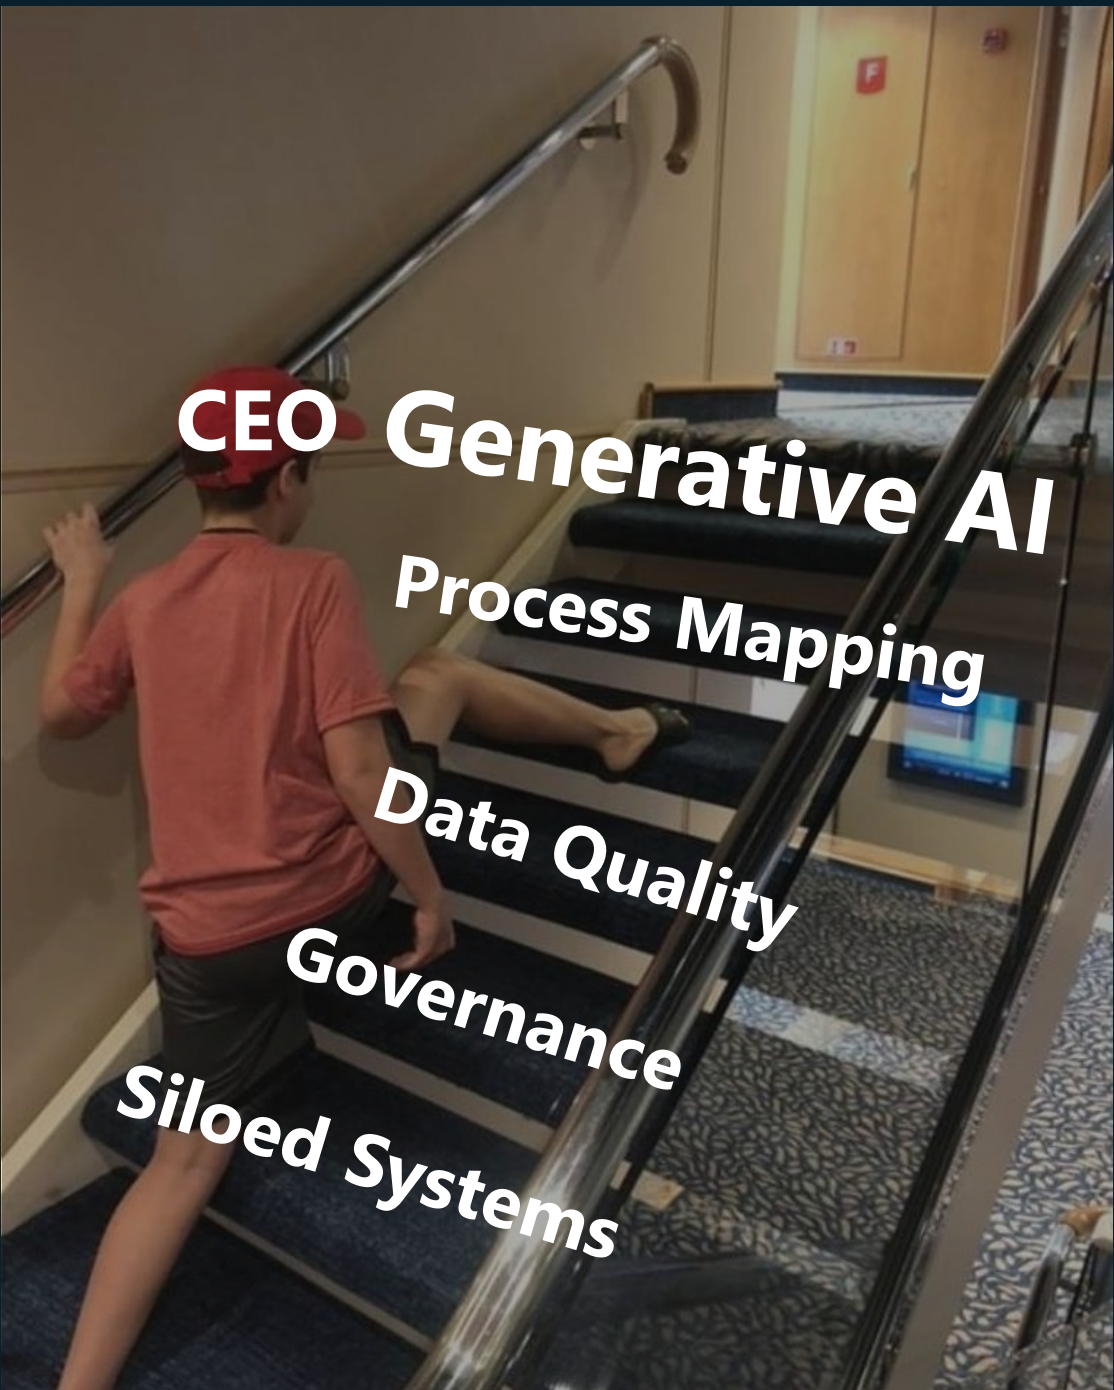 F
CEO
Generative AI
Process Mapping
Data Quality
Governance
Siloed Systems